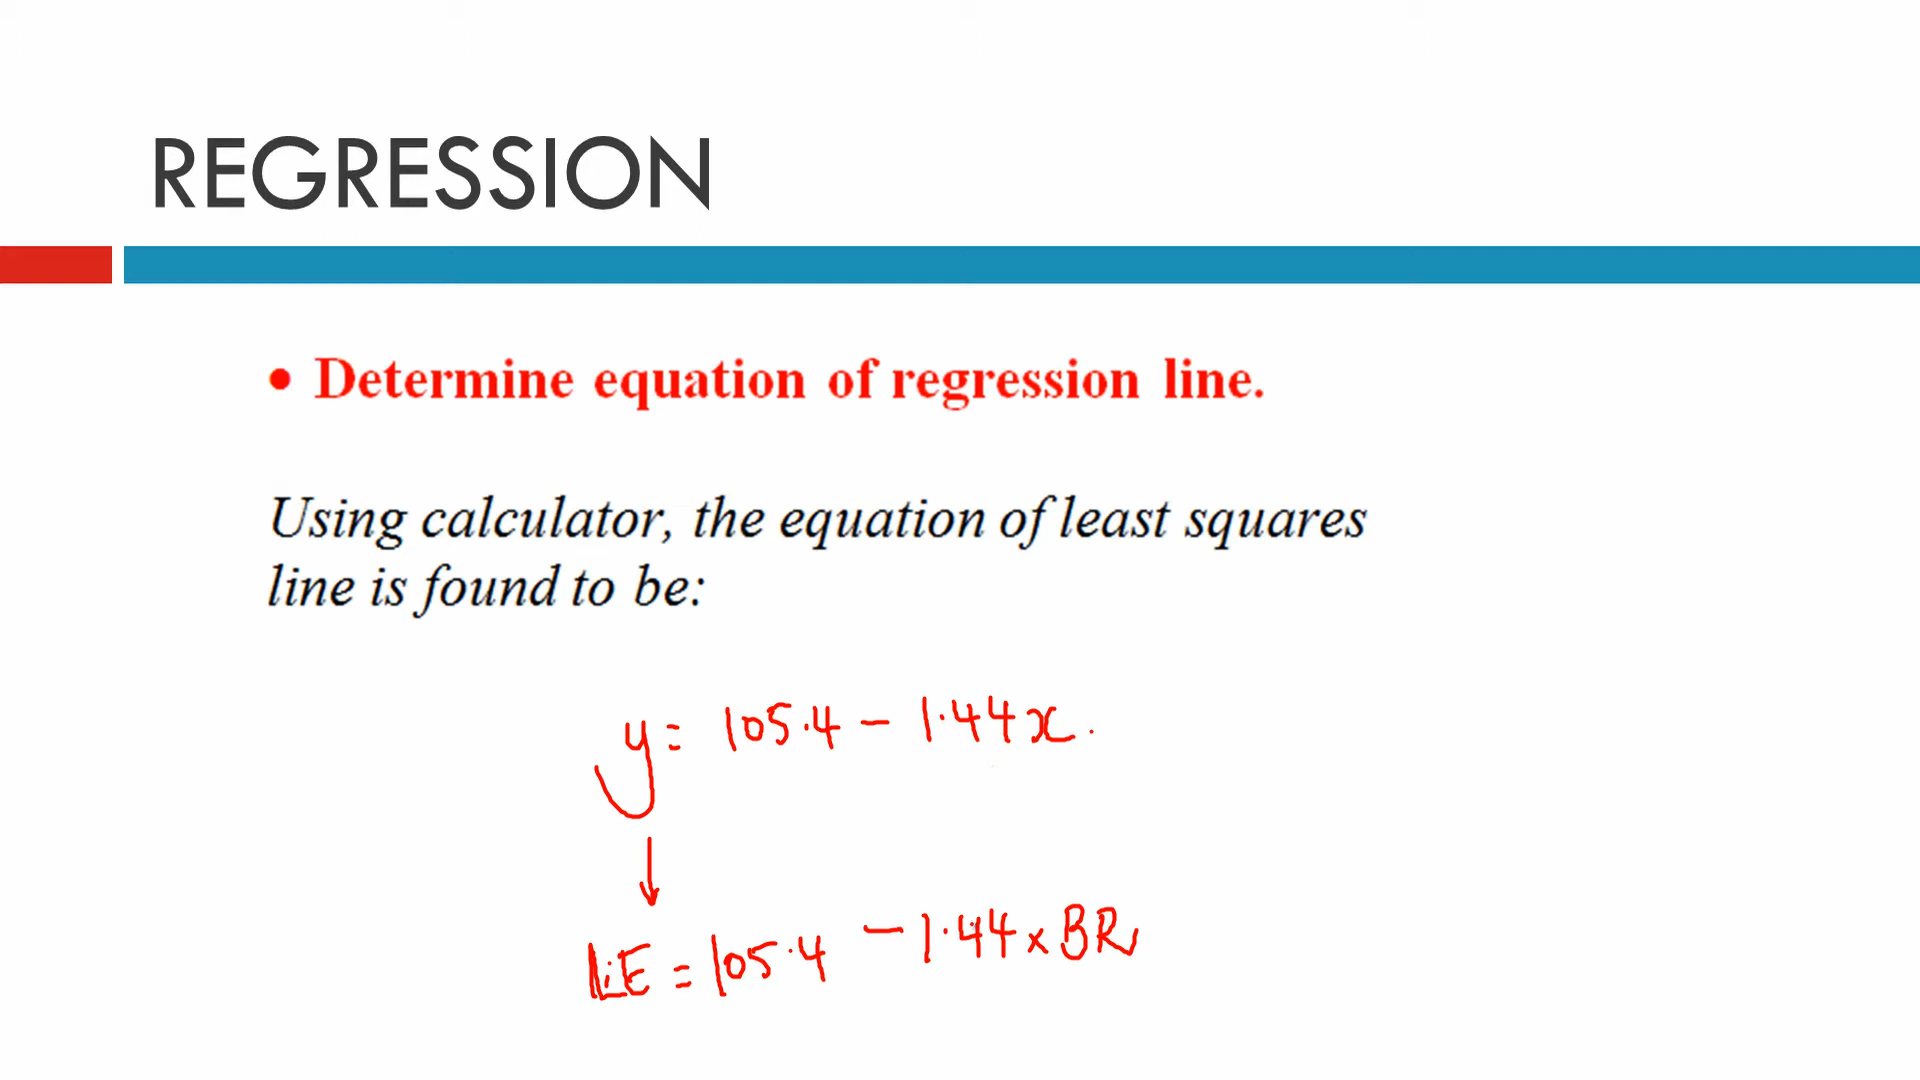 REGRESSION
• Determine equation of regression line.
Using calculator, the equation of least squares
line is found to be:
y = 105.4 − 1.44x.
LE = 105.4 − 1.44 × BR